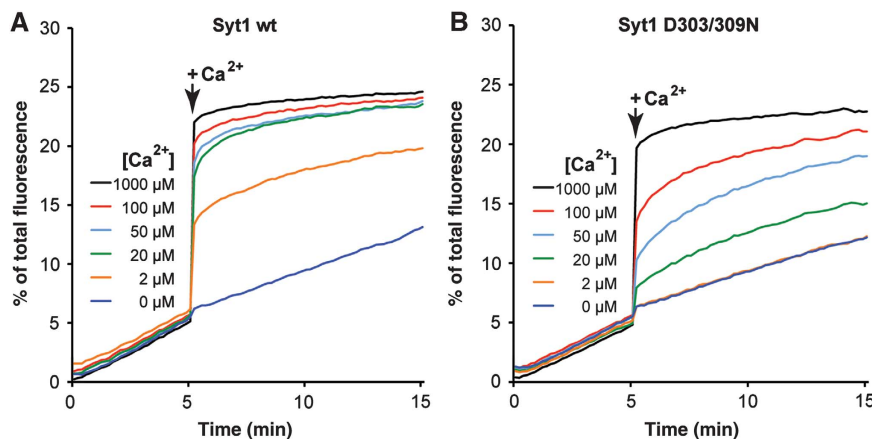 A
Syt1 wt
30
25
20
15
10
5
0
% of total fluorescence
+ Ca2+
[Ca2+]
1000 µM
100 µM
50 µM
20 µM
2 µM
0 µM
0
5
10
15
Time (min)
B
Syt1 D303/309N
30
25
20
15
10
5
0
% of total fluorescence
+ Ca2+
[Ca2+]
1000 µM
100 µM
50 µM
20 µM
2 µM
0 µM
0
5
10
15
Time (min)